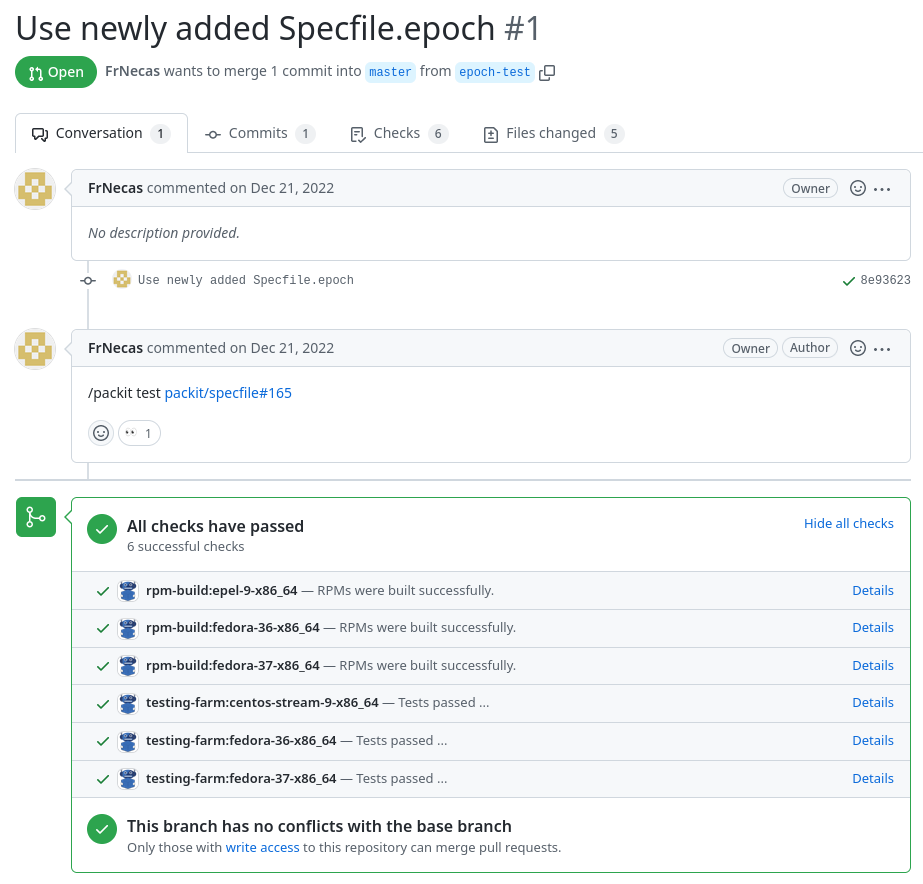 Use newly added Specfile.epoch #1
Open FrNecas wants to merge 1 commit into master from epoch-test
Conversation 1 Commits 1 Checks 6 Files changed 5
FrNecas commented on Dec 21, 2022 Owner
No description provided.
Use newly added Specfile.epoch 8e93623
FrNecas commented on Dec 21, 2022 Owner Author
/packit test packit/specfile#165
1
All checks have passed Hide all checks
6 successful checks
rpm-build:epel-9-x86_64 — RPMs were built successfully. Details
rpm-build:fedora-36-x86_64 — RPMs were built successfully. Details
rpm-build:fedora-37-x86_64 — RPMs were built successfully. Details
testing-farm:centos-stream-9-x86_64 — Tests passed ... Details
testing-farm:fedora-36-x86_64 — Tests passed ... Details
testing-farm:fedora-37-x86_64 — Tests passed ... Details
This branch has no conflicts with the base branch
Only those with write access to this repository can merge pull requests.